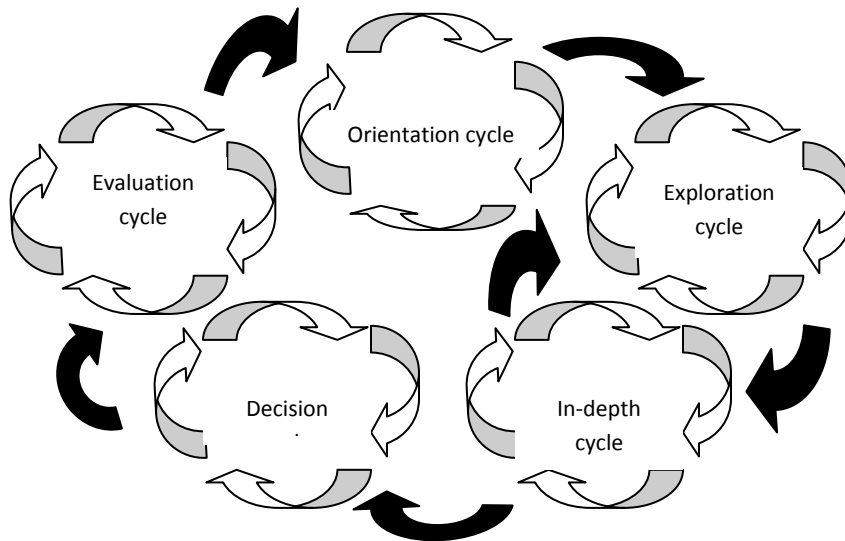 Orientation cycle
Evaluation
cycle
Exploration
cycle
Decision
In-depth
cycle